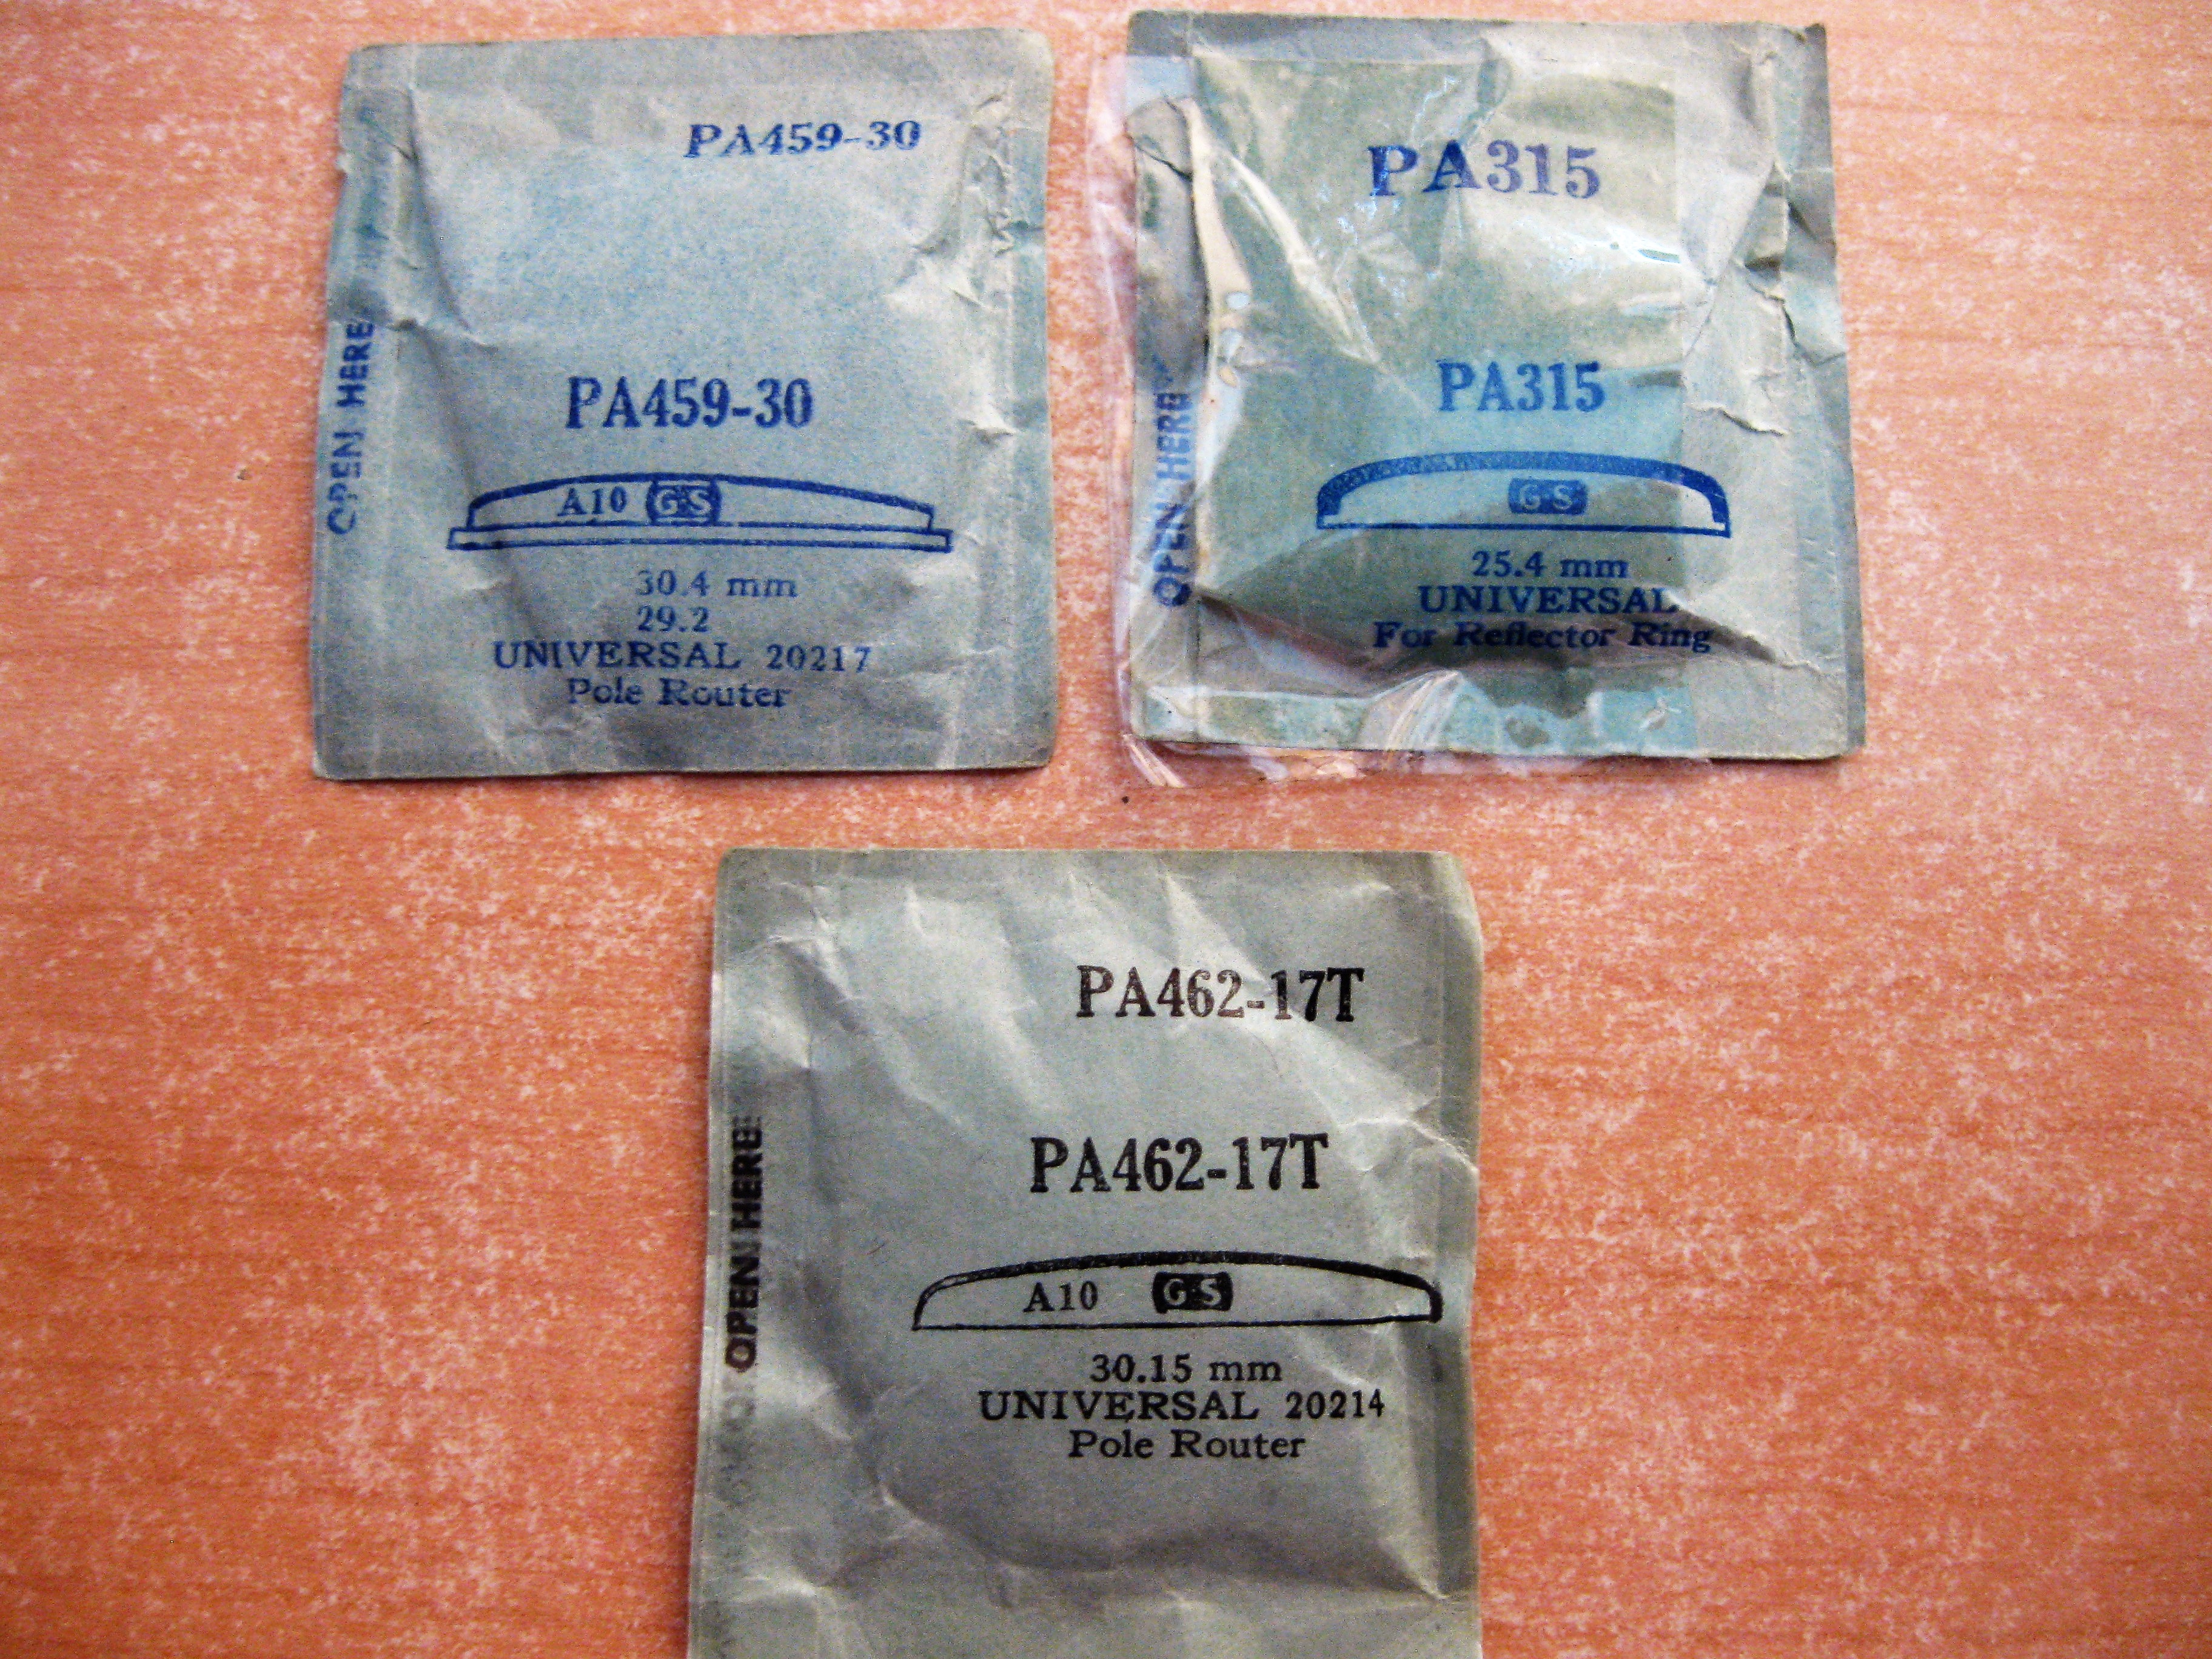 PA459-30
OPEN HERE
PA459-30
A10 GS
30.4 mm
29.2
UNIVERSAL 20217
Pole Router
PA315
OPEN HERE
PA315
G-S
25.4 mm
UNIVERSAL
For Reflector Ring
PA462-17T
OPEN HERE
PA462-17T
A10 G-S
30.15 mm
UNIVERSAL 20214
Pole Router